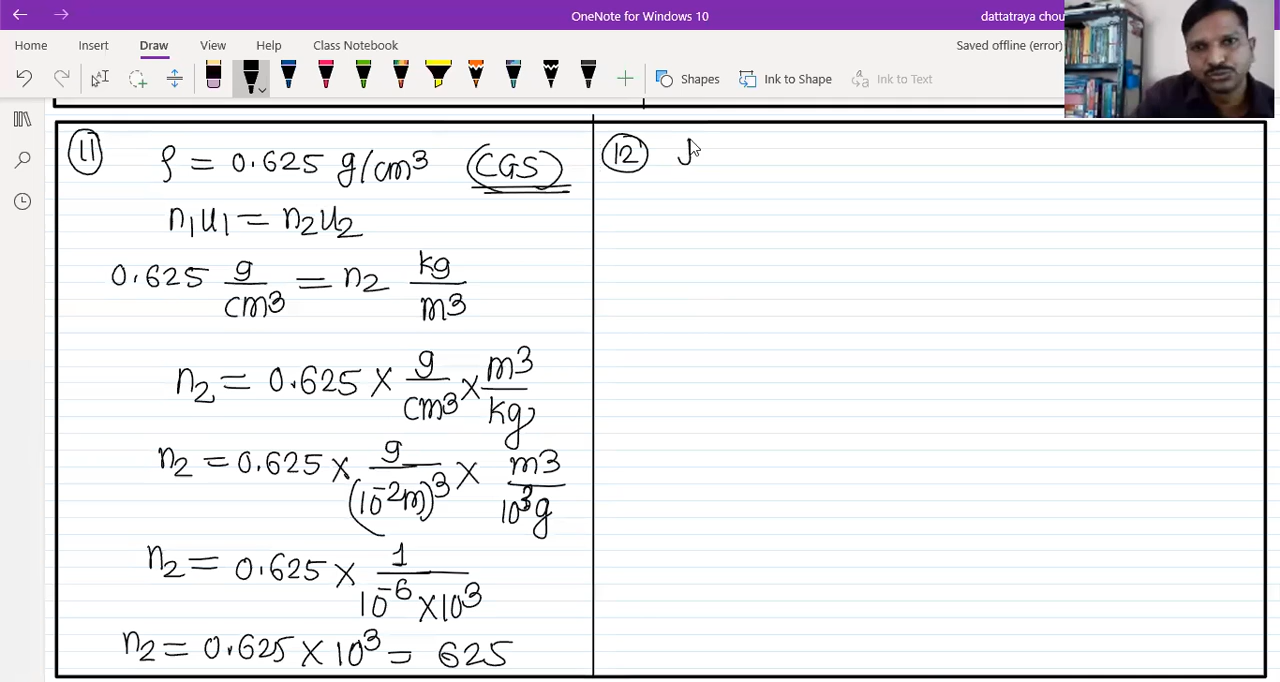 OneNote for Windows 10
dattatraya chou
Home Insert Draw View Help Class Notebook
Saved offline (error)
Shapes Ink to Shape Ink to Text
(11) ρ = 0.625 g/cm³ (CGS)
n₁u₁ = n₂u₂
0.625 g/cm³ = n₂ kg/m³
n₂ = 0.625 × g/cm³ × m³/kg
n₂ = 0.625 × g/(10⁻²m)³ × m³/10³g
n₂ = 0.625 × 1/10⁻⁶ × 10³
n₂ = 0.625 × 10³ = 625
(12)